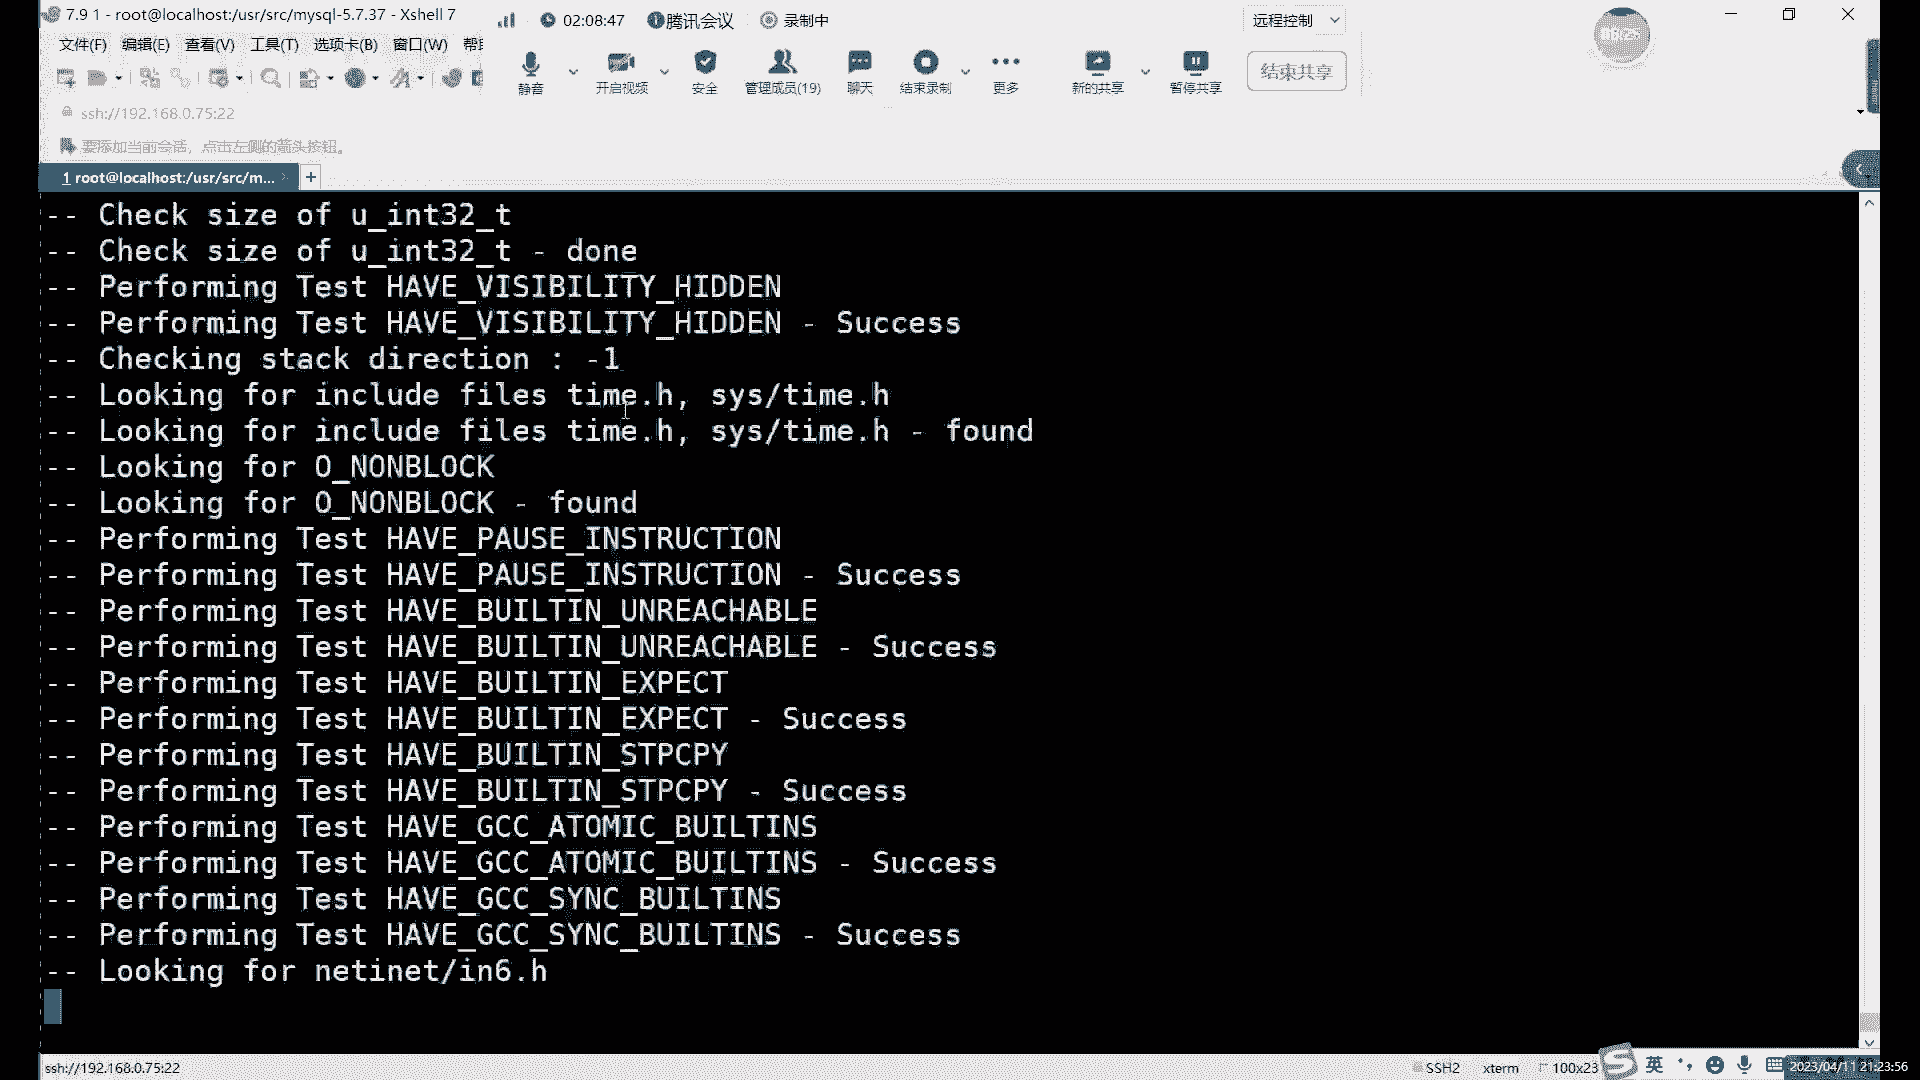 7.9 1 - root@localhost:/usr/src/mysql-5.7.37 - Xshell 7
02:08:47 腾讯会议 录制中
远程控制
文件(F) 编辑(E) 查看(V) 工具(T) 选项卡(B) 窗口(W)
静音 开启视频 安全 管理成员(19) 聊天 结束录制 更多 新的共享 暂停共享 结束共享
ssh://192.168.0.75:22
要添加当前会话，点击左侧的箭头按钮。
1 root@localhost:/usr/src/m... +
-- Check size of u_int32_t
-- Check size of u_int32_t - done
-- Performing Test HAVE_VISIBILITY_HIDDEN
-- Performing Test HAVE_VISIBILITY_HIDDEN - Success
-- Checking stack direction : -1
-- Looking for include files time.h, sys/time.h
-- Looking for include files time.h, sys/time.h - found
-- Looking for O_NONBLOCK
-- Looking for O_NONBLOCK - found
-- Performing Test HAVE_PAUSE_INSTRUCTION
-- Performing Test HAVE_PAUSE_INSTRUCTION - Success
-- Performing Test HAVE_BUILTIN_UNREACHABLE
-- Performing Test HAVE_BUILTIN_UNREACHABLE - Success
-- Performing Test HAVE_BUILTIN_EXPECT
-- Performing Test HAVE_BUILTIN_EXPECT - Success
-- Performing Test HAVE_BUILTIN_STPCPY
-- Performing Test HAVE_BUILTIN_STPCPY - Success
-- Performing Test HAVE_GCC_ATOMIC_BUILTINS
-- Performing Test HAVE_GCC_ATOMIC_BUILTINS - Success
-- Performing Test HAVE_GCC_SYNC_BUILTINS
-- Performing Test HAVE_GCC_SYNC_BUILTINS - Success
-- Looking for netinet/in6.h
ssh://192.168.0.75:22 SSH2 xterm 100x23 英 2023/04/11 21:23:56